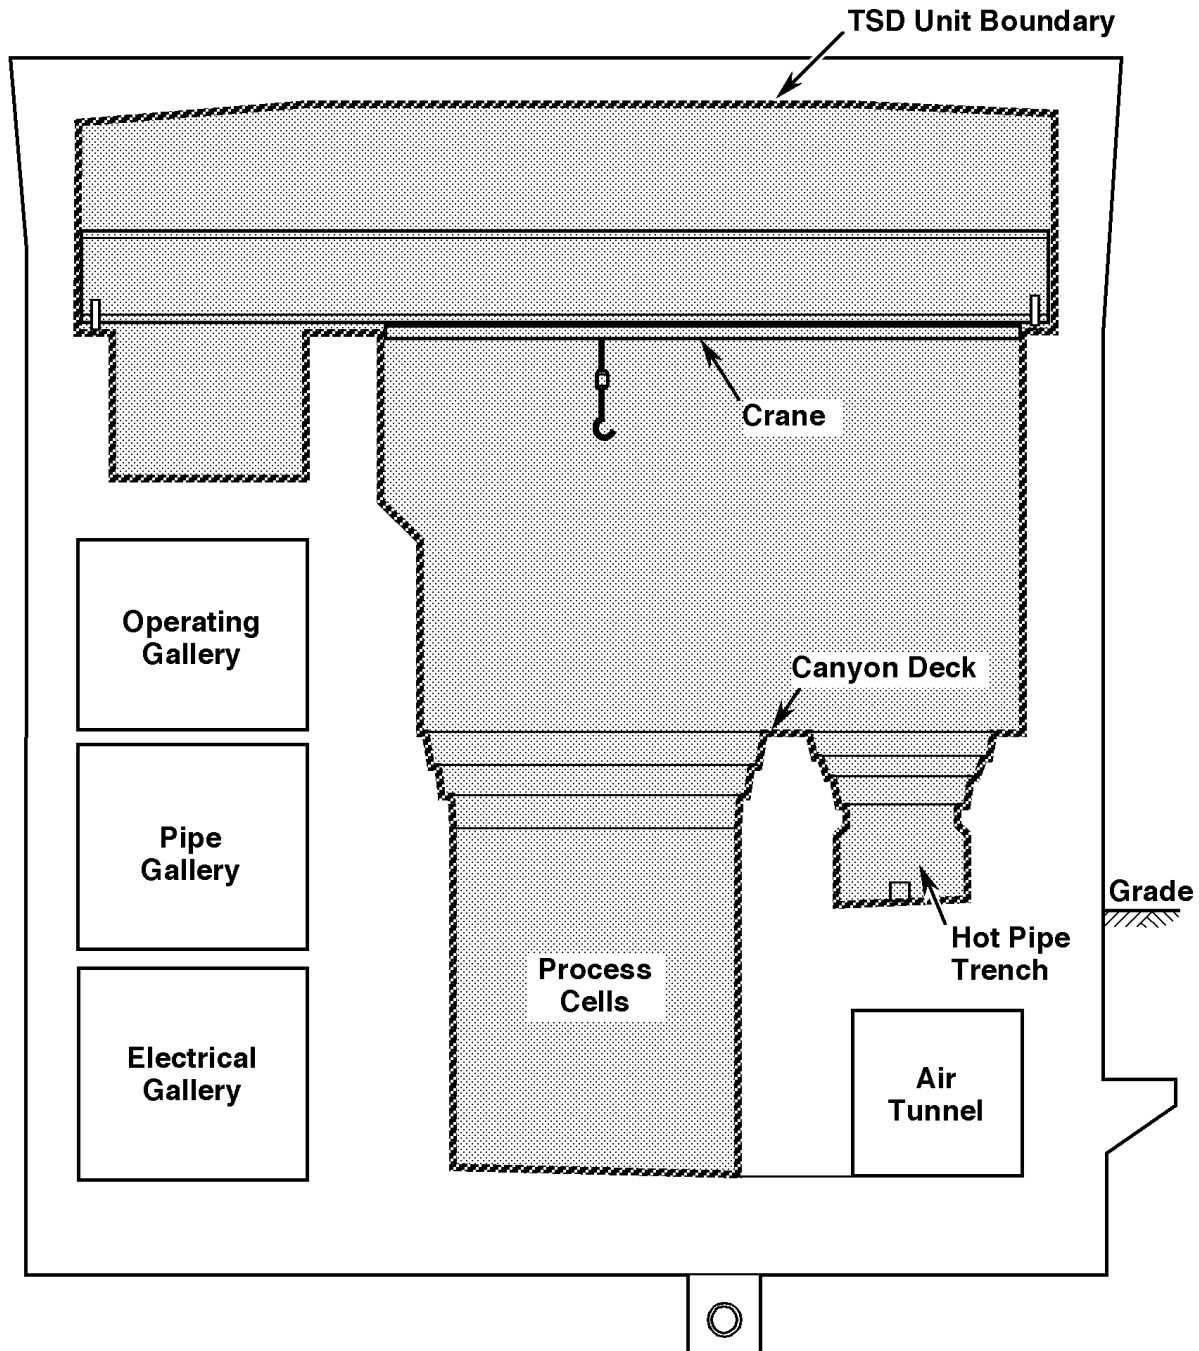 TSD Unit Boundary
Crane
Operating
Gallery
Canyon Deck
Pipe
Gallery
Grade
Hot Pipe
Trench
Process
Cells
Electrical
Gallery
Air
Tunnel